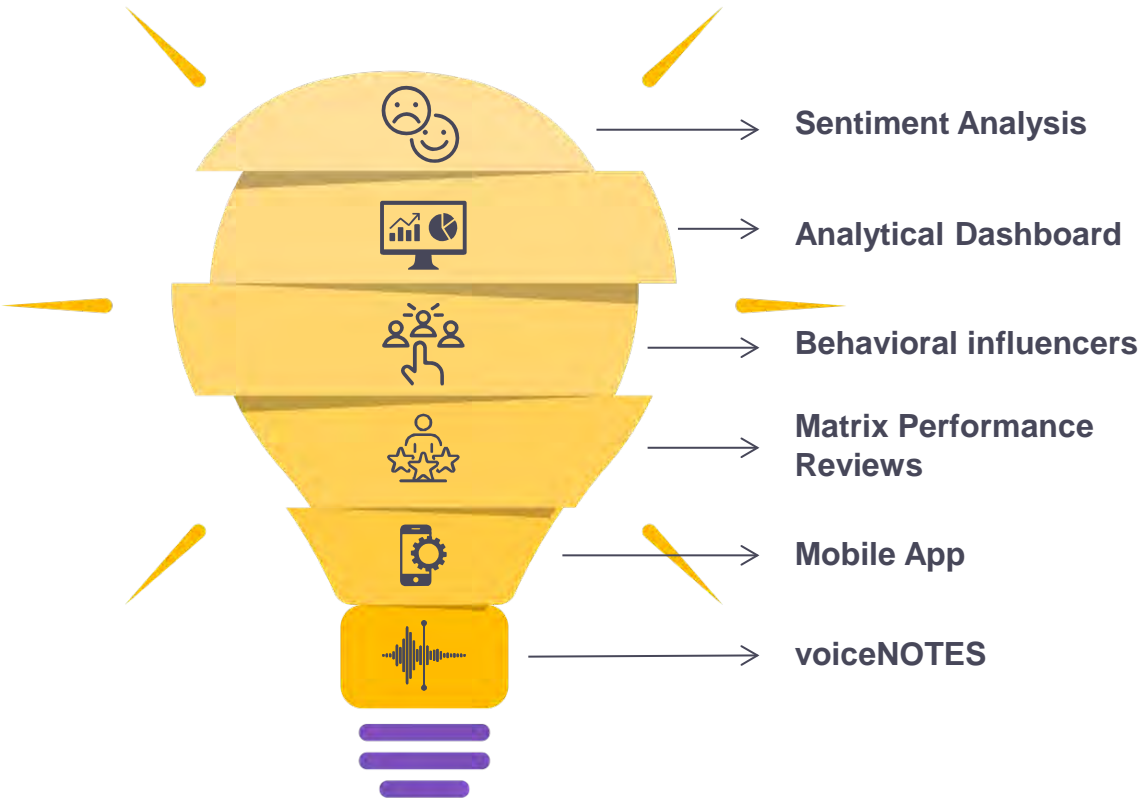 Sentiment Analysis
Analytical Dashboard
Behavioral influencers
Matrix Performance
Reviews
Mobile App
voiceNOTES